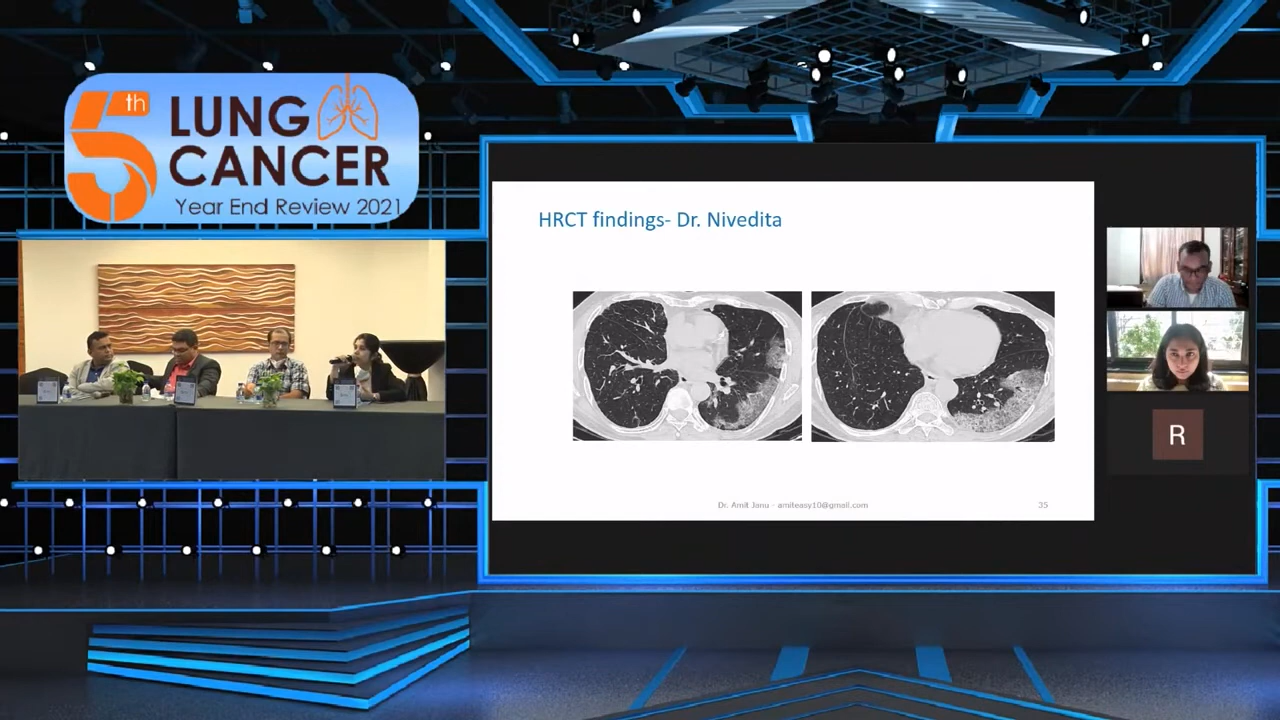 5th
LUNG
CANCER
Year End Review 2021
HRCT findings- Dr. Nivedita
Dr. Amit Janu - amiteasy10@gmail.com
35
R